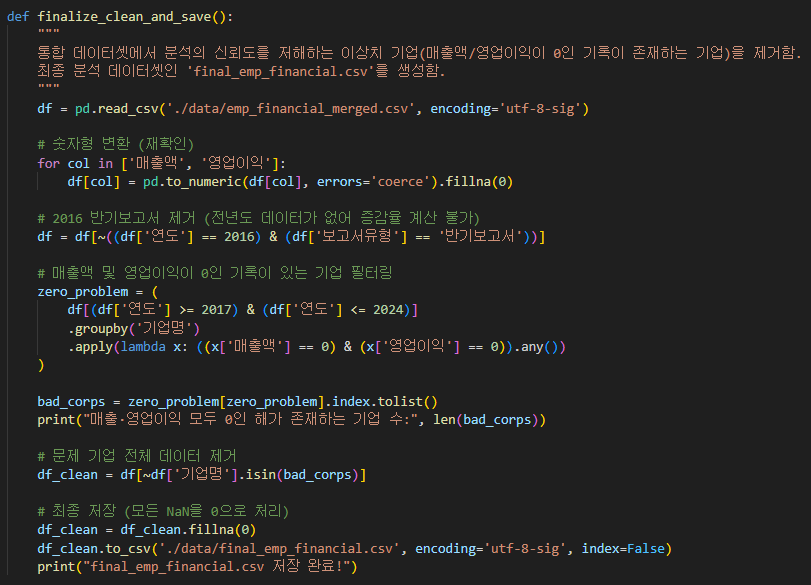 def finalize_clean_and_save():
    """
    통합 데이터셋에서 분석의 신뢰도를 저해하는 이상치 기업(매출액/영업이익이 0인 기록이 존재하는 기업)을 제거함.
    최종 분석 데이터셋인 'final_emp_financial.csv'를 생성함.
    """
    df = pd.read_csv('./data/emp_financial_merged.csv', encoding='utf-8-sig')

    # 숫자형 변환 (재확인)
    for col in ['매출액', '영업이익']:
        df[col] = pd.to_numeric(df[col], errors='coerce').fillna(0)

    # 2016 반기보고서 제거 (전년도 데이터가 없어 증감율 계산 불가)
    df = df[~((df['연도'] == 2016) & (df['보고서유형'] == '반기보고서'))]

    # 매출액 및 영업이익이 0인 기록이 있는 기업 필터링
    zero_problem = (
        df[(df['연도'] >= 2017) & (df['연도'] <= 2024)]
        .groupby('기업명')
        .apply(lambda x: ((x['매출액'] == 0) & (x['영업이익'] == 0)).any())
    )

    bad_corps = zero_problem[zero_problem].index.tolist()
    print("매출·영업이익 모두 0인 해가 존재하는 기업 수:", len(bad_corps))

    # 문제 기업 전체 데이터 제거
    df_clean = df[~df['기업명'].isin(bad_corps)]

    # 최종 저장 (모든 NaN을 0으로 처리)
    df_clean = df_clean.fillna(0)
    df_clean.to_csv('./data/final_emp_financial.csv', encoding='utf-8-sig', index=False)
    print("final_emp_financial.csv 저장 완료!")